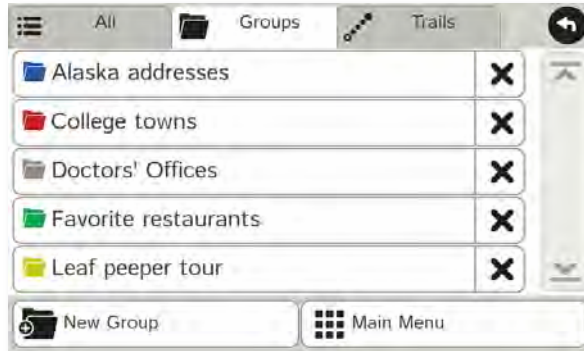 All
Groups
Trails
Alaska addresses
College towns
Doctors' Offices
Favorite restaurants
Leaf peeper tour
New Group
Main Menu